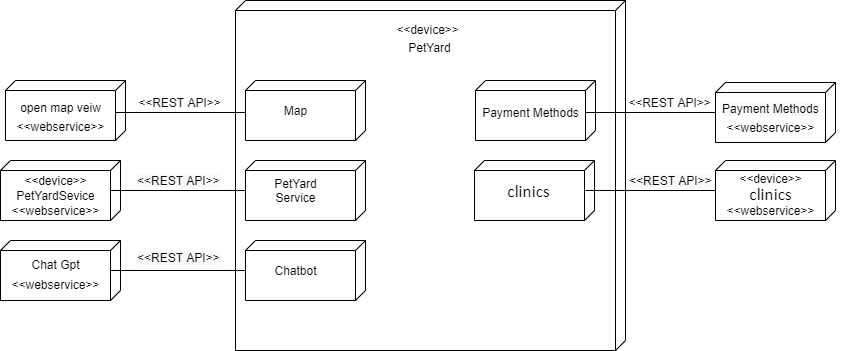 <<device>>
PetYard
open map veiw
<<webservice>>
<<REST API>>
Map
Payment Methods
<<REST API>>
Payment Methods
<<webservice>>
<<device>>
PetYardSevice
<<webservice>>
<<REST API>>
PetYard
Service
clinics
<<REST API>>
<<device>>
clinics
<<webservice>>
Chat Gpt
<<webservice>>
<<REST API>>
Chatbot